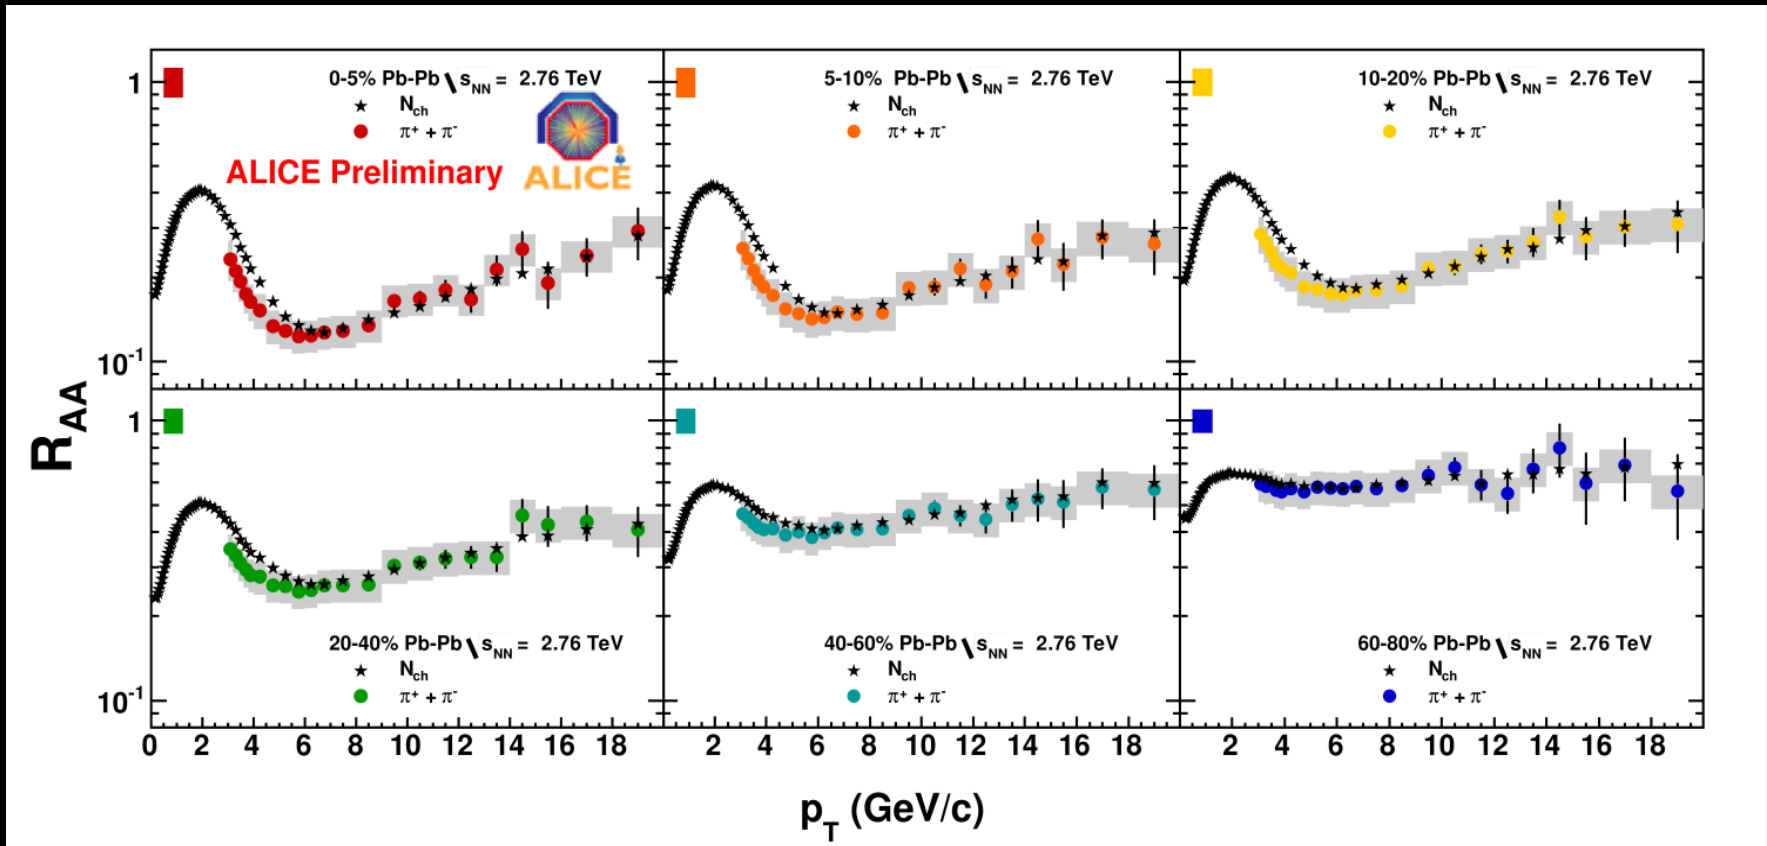 1
10-1
0-5% Pb-Pb \ sNN = 2.76 TeV
Nch
π+ + π-
ALICE Preliminary
ALICE
5-10% Pb-Pb \ sNN = 2.76 TeV
Nch
π+ + π-
10-20% Pb-Pb \ sNN = 2.76 TeV
Nch
π+ + π-
RAA
1
10-1
20-40% Pb-Pb \ sNN = 2.76 TeV
Nch
π+ + π-
40-60% Pb-Pb \ sNN = 2.76 TeV
Nch
π+ + π-
60-80% Pb-Pb \ sNN = 2.76 TeV
Nch
π+ + π-
0 2 4 6 8 10 12 14 16 18
2 4 6 8 10 12 14 16 18
2 4 6 8 10 12 14 16 18
pT (GeV/c)